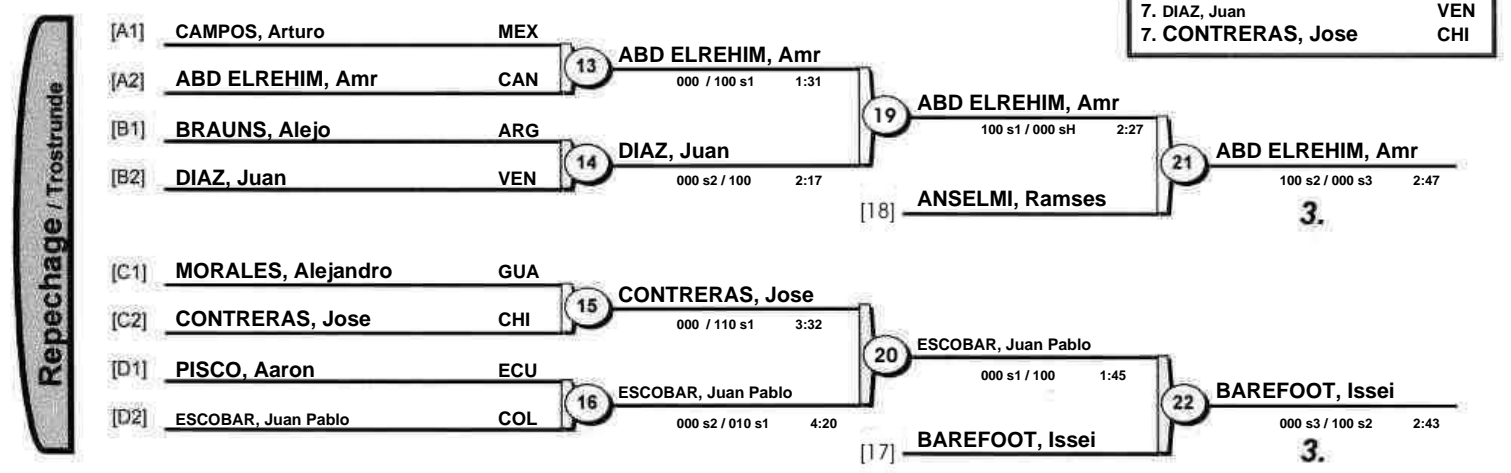 7. DIAZ, Juan VEN
7. CONTRERAS, Jose CHI
Repechage / Trostrunde
[A1] CAMPOS, Arturo MEX
[A2] ABD ELREHIM, Amr CAN
13 ABD ELREHIM, Amr
000 / 100 s1 1:31
[B1] BRAUNS, Alejo ARG
[B2] DIAZ, Juan VEN
14 DIAZ, Juan
000 s2 / 100 2:17
19 ABD ELREHIM, Amr
100 s1 / 000 sH 2:27
[18] ANSELMI, Ramses
21 ABD ELREHIM, Amr
100 s2 / 000 s3 2:47
3.
[C1] MORALES, Alejandro GUA
[C2] CONTRERAS, Jose CHI
15 CONTRERAS, Jose
000 / 110 s1 3:32
[D1] PISCO, Aaron ECU
[D2] ESCOBAR, Juan Pablo COL
16 ESCOBAR, Juan Pablo
000 s2 / 010 s1 4:20
20 ESCOBAR, Juan Pablo
000 s1 / 100 1:45
[17] BAREFOOT, Issei
22 BAREFOOT, Issei
000 s3 / 100 s2 2:43
3.